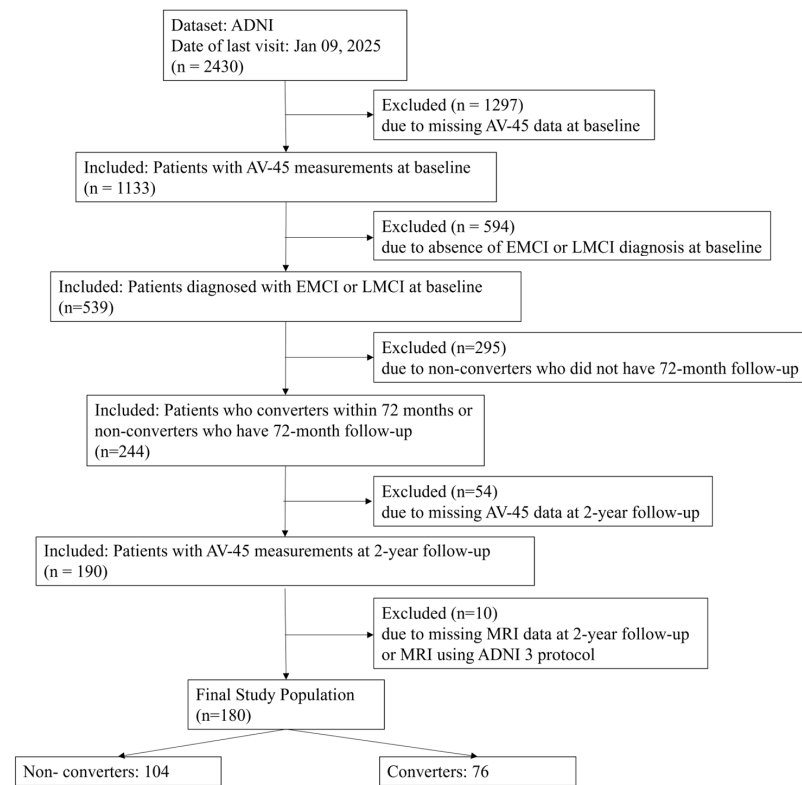 Dataset: ADNI
Date of last visit: Jan 09, 2025
(n = 2430)
Excluded (n = 1297)
due to missing AV-45 data at baseline
Included: Patients with AV-45 measurements at baseline
(n = 1133)
Excluded (n = 594)
due to absence of EMCI or LMCI diagnosis at baseline
Included: Patients diagnosed with EMCI or LMCI at baseline
(n=539)
Excluded (n=295)
due to non-converters who did not have 72-month follow-up
Included: Patients who converters within 72 months or
non-converters who have 72-month follow-up
(n=244)
Excluded (n=54)
due to missing AV-45 data at 2-year follow-up
Included: Patients with AV-45 measurements at 2-year follow-up
(n = 190)
Excluded (n=10)
due to missing MRI data at 2-year follow-up
or MRI using ADNI 3 protocol
Final Study Population
(n=180)
Non- converters: 104
Converters: 76